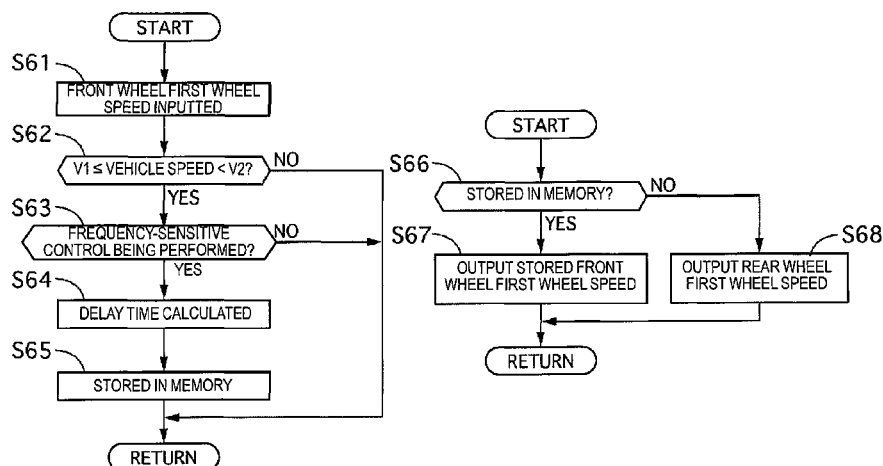 START
S61
FRONT WHEEL FIRST WHEEL
SPEED INPUTTED
S62
V1 ≤ VEHICLE SPEED < V2?
NO
YES
S63
FREQUENCY-SENSITIVE
CONTROL BEING PERFORMED?
NO
YES
S64
DELAY TIME CALCULATED
S65
STORED IN MEMORY
RETURN
START
S66
STORED IN MEMORY?
NO
YES
S67
OUTPUT STORED FRONT
WHEEL FIRST WHEEL SPEED
S68
OUTPUT REAR WHEEL
FIRST WHEEL SPEED
RETURN